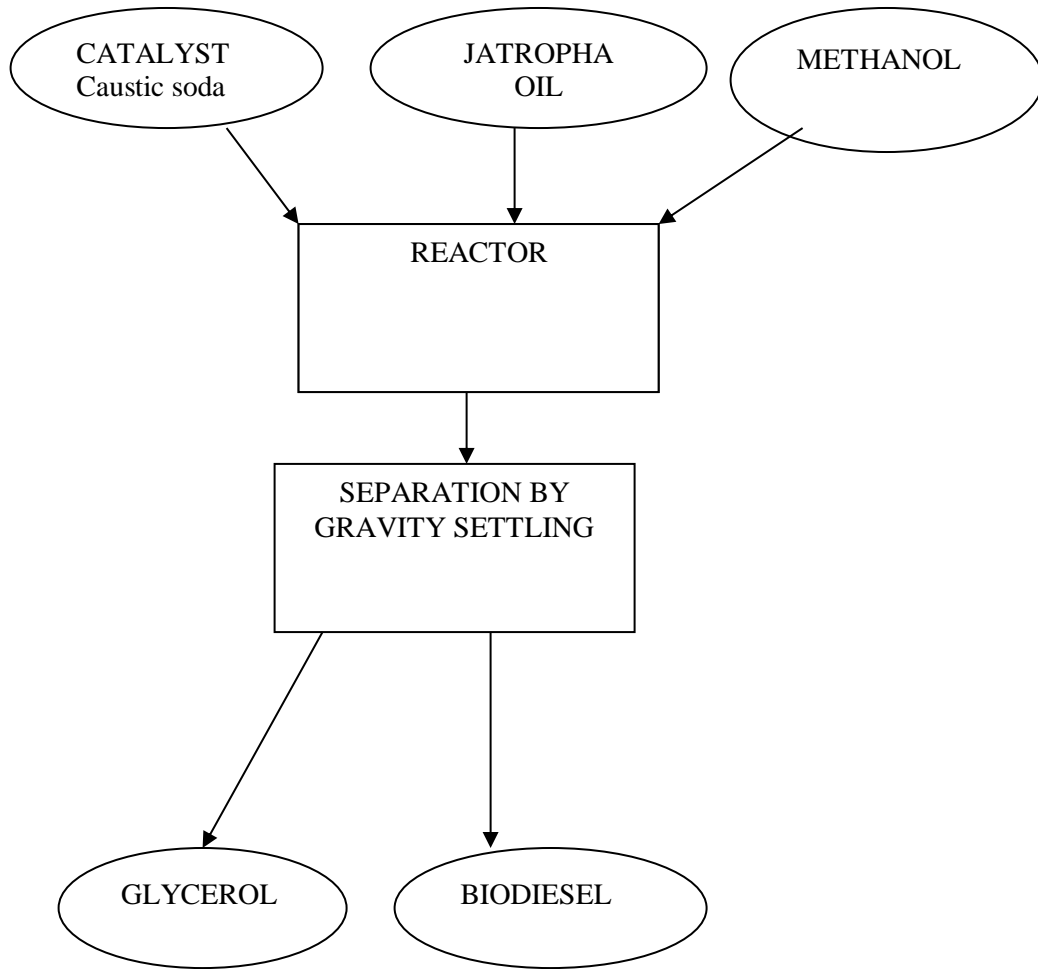 CATALYST
Caustic soda
JATROPHA
OIL
METHANOL
REACTOR
SEPARATION BY
GRAVITY SETTLING
GLYCEROL
BIODIESEL